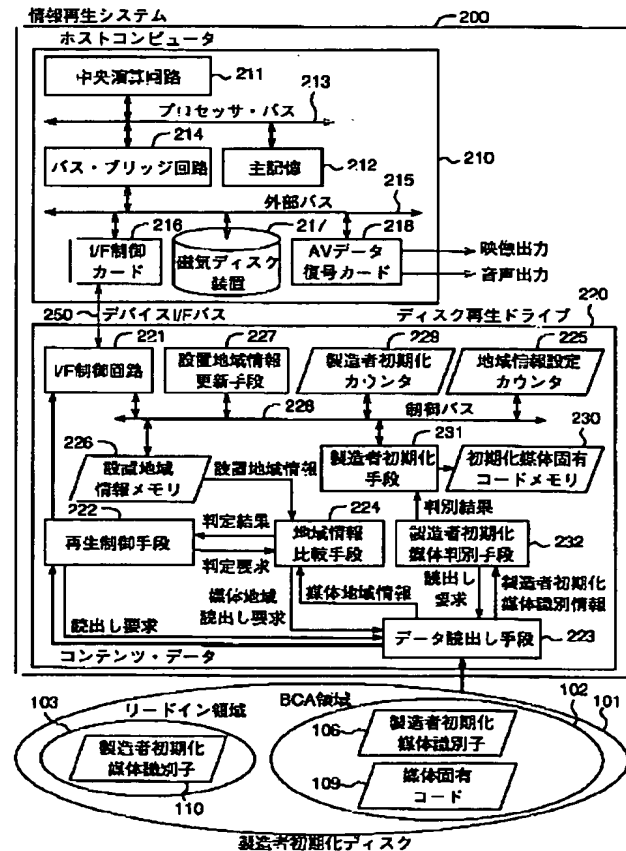 情報再生システム
200
ホストコンピュータ
中央演算回路
211
213
プロセッサ・バス
214
バス・ブリッジ回路
主記憶
212
210
外部バス
215
216
I/F制御
カード
217
磁気ディスク
装置
218
AVデータ
復号カード
映像出力
音声出力
250
デバイスI/Fバス
ディスク再生ドライブ
220
221
I/F制御回路
227
設置地域情報
更新手段
229
製造者初期化
カウンタ
225
地域情報設定
カウンタ
228
制御バス
226
設置地域
情報メモリ
設置地域情報
231
製造者初期化
手段
230
初期化媒体固有
コードメモリ
222
再生制御手段
判定結果
判定要求
224
地域情報
比較手段
判別結果
製造者初期化
媒体判別手段
232
媒体地域
読出し要求
媒体地域情報
読出し
要求
製造者初期化
媒体識別情報
読出し要求
データ読出し手段
223
コンテンツ・データ
103
リードイン領域
製造者初期化
媒体識別子
110
BCA領域
102
101
106
製造者初期化
媒体識別子
109
媒体固有
コード
製造者初期化ディスク